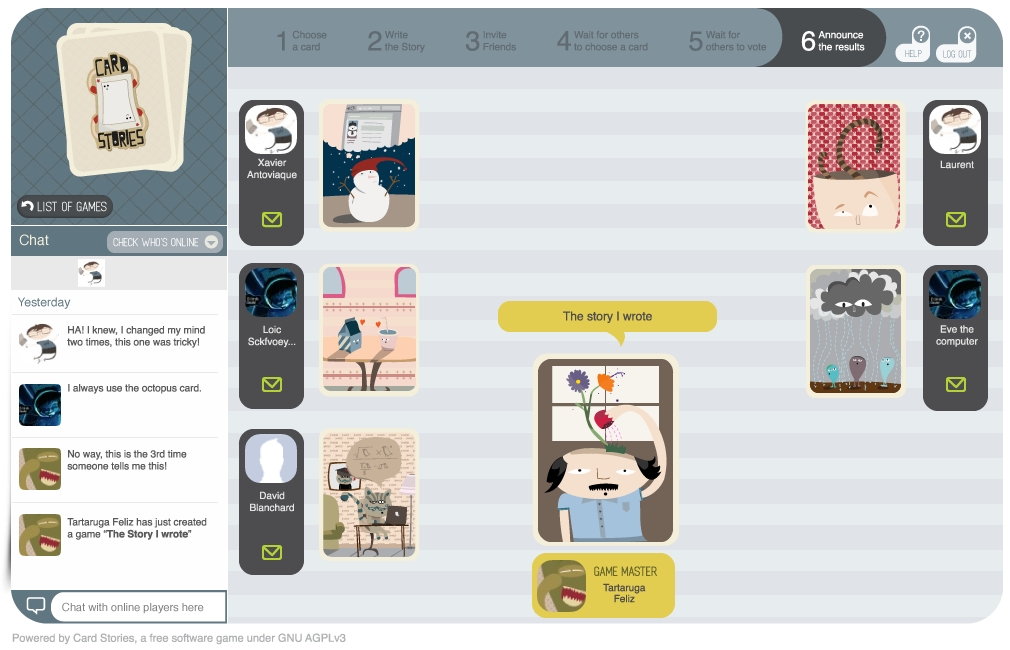 CARD
STORIES
LIST OF GAMES
1 Choose
a card
2 Write
the Story
3 Invite
Friends
4 Wait for others
to choose a card
5 Wait for
others to vote
6 Announce
the results
?
HELP
LOG OUT
Chat
CHECK WHO'S ONLINE
Yesterday
HA! I knew, I changed my mind
two times, this one was tricky!
I always use the octopus card.
No way, this is the 3rd time
someone tells me this!
Tartaruga Feliz has just created
a game "The Story I wrote"
Chat with online players here
Xavier
Antoviaque
Loic
Sckfvoey...
David
Blanchard
The story I wrote
GAME MASTER
Tartaruga
Feliz
Laurent
Eve the
computer
Powered by Card Stories, a free software game under GNU AGPLv3